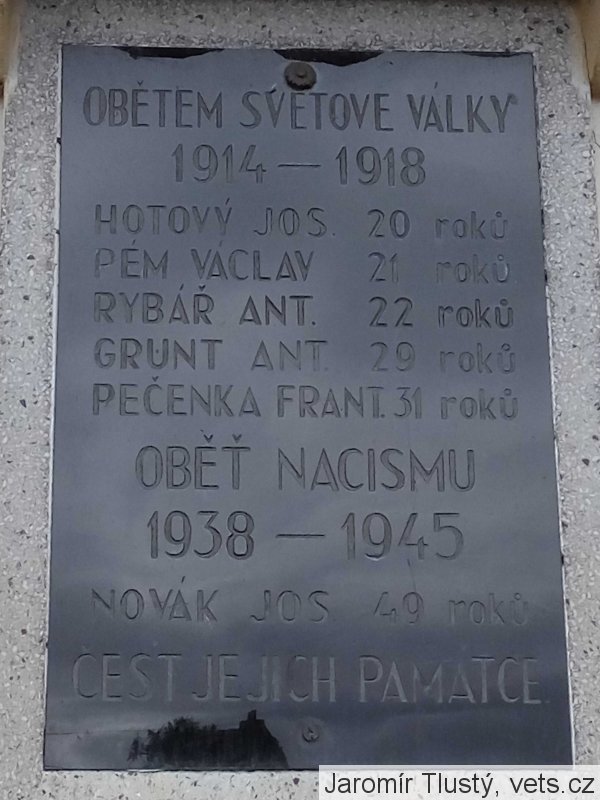 OBĚTEM SVĚTOVÉ VÁLKY
1914 — 1918
HOTOVÝ JOS. 20 roků
PÉM VÁCLAV 21 roků
RYBÁŘ ANT. 22 roků
GRUNT ANT. 29 roků
PEČENKA FRANT. 31 roků
OBĚŤ NACISMU
1938 — 1945
NOVÁK JOS. 49 roků
ČEST JEJICH PAMÁTCE.
Jaromír Tlustý, vets.cz